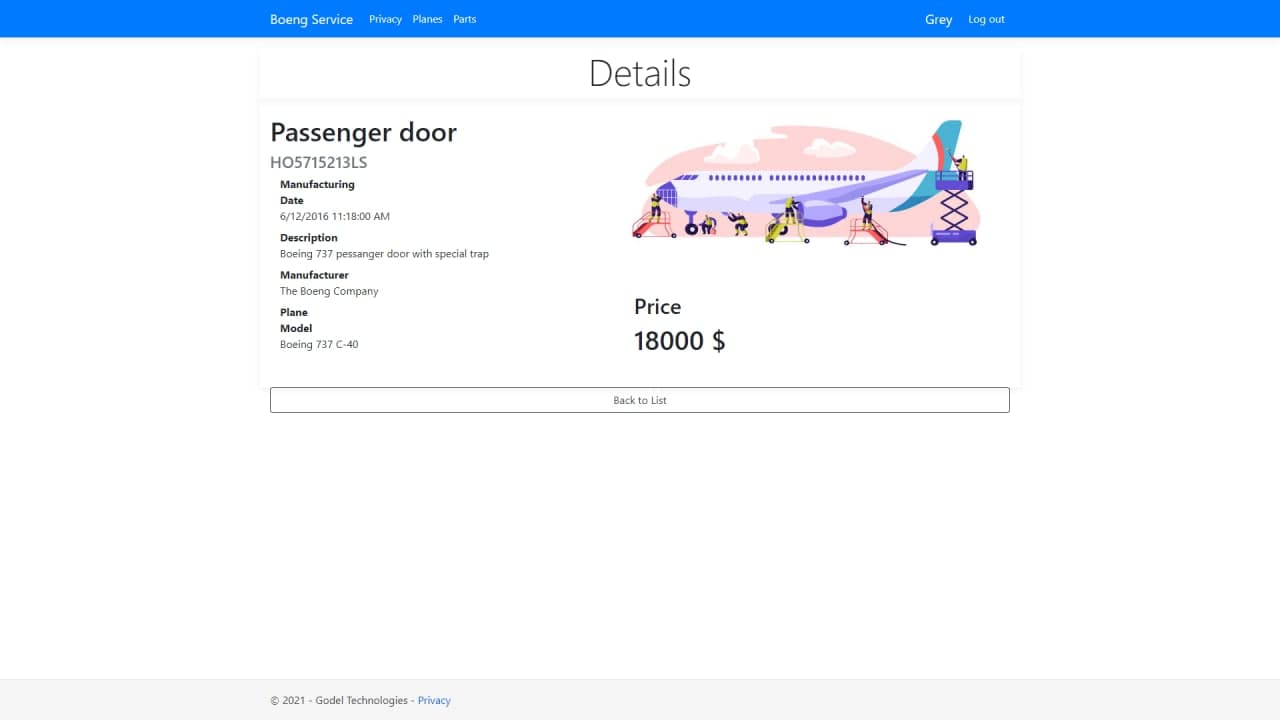 Boeng Service Privacy Planes Parts Grey Log out
Details
Passenger door
HO5715213LS
Manufacturing
Date
6/12/2016 11:18:00 AM
Description
Boeing 737 pessanger door with special trap
Manufacturer
The Boeng Company
Plane
Model
Boeing 737 C-40
Price
18000 $
Back to List
© 2021 - Godel Technologies - Privacy